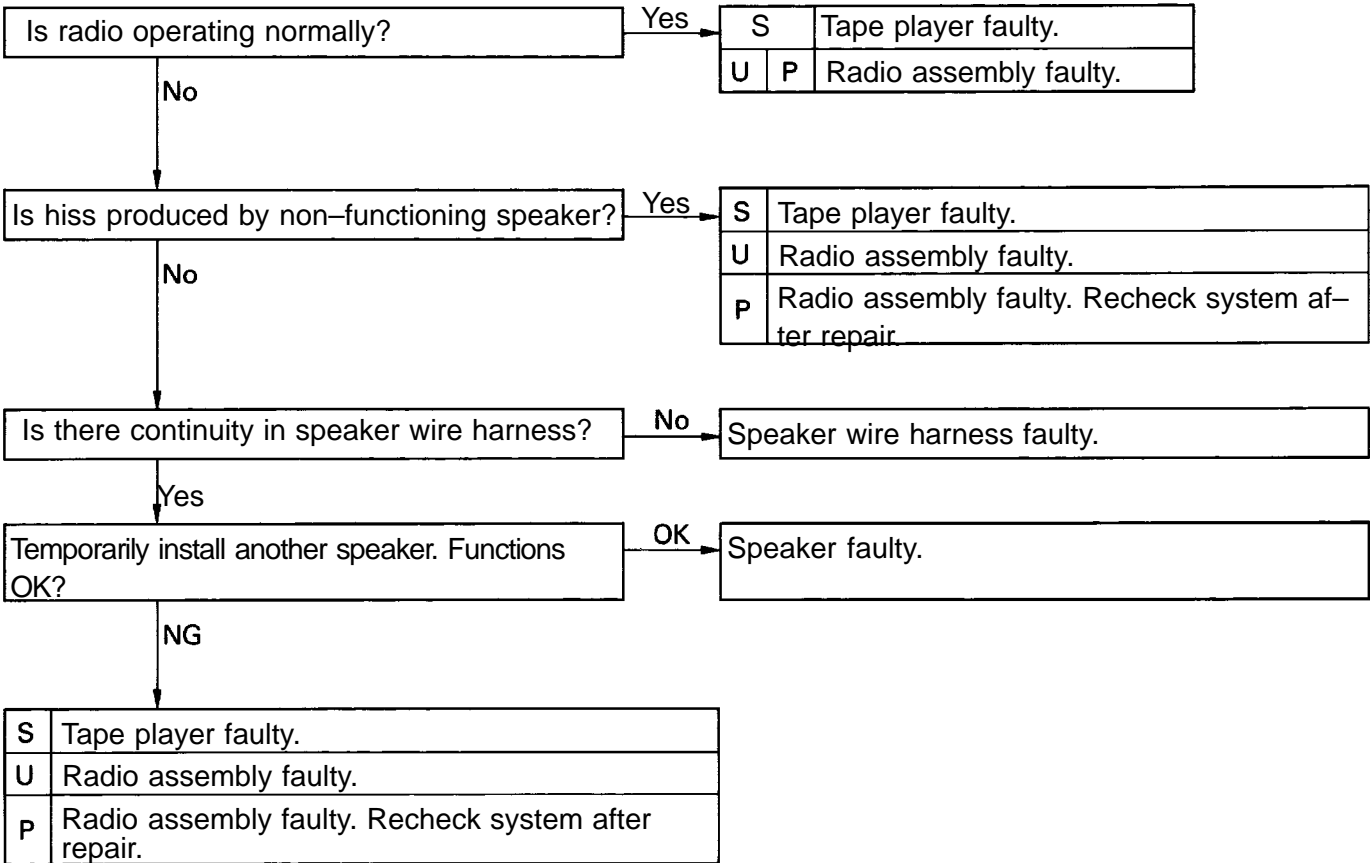 Is radio operating normally?
Yes
S Tape player faulty.
U P Radio assembly faulty.
No
Is hiss produced by non–functioning speaker?
Yes
S Tape player faulty.
U Radio assembly faulty.
P Radio assembly faulty. Recheck system af–
ter repair.
No
Is there continuity in speaker wire harness?
No
Speaker wire harness faulty.
Yes
Temporarily install another speaker. Functions
OK?
OK
Speaker faulty.
NG
S Tape player faulty.
U Radio assembly faulty.
P Radio assembly faulty. Recheck system after
repair.